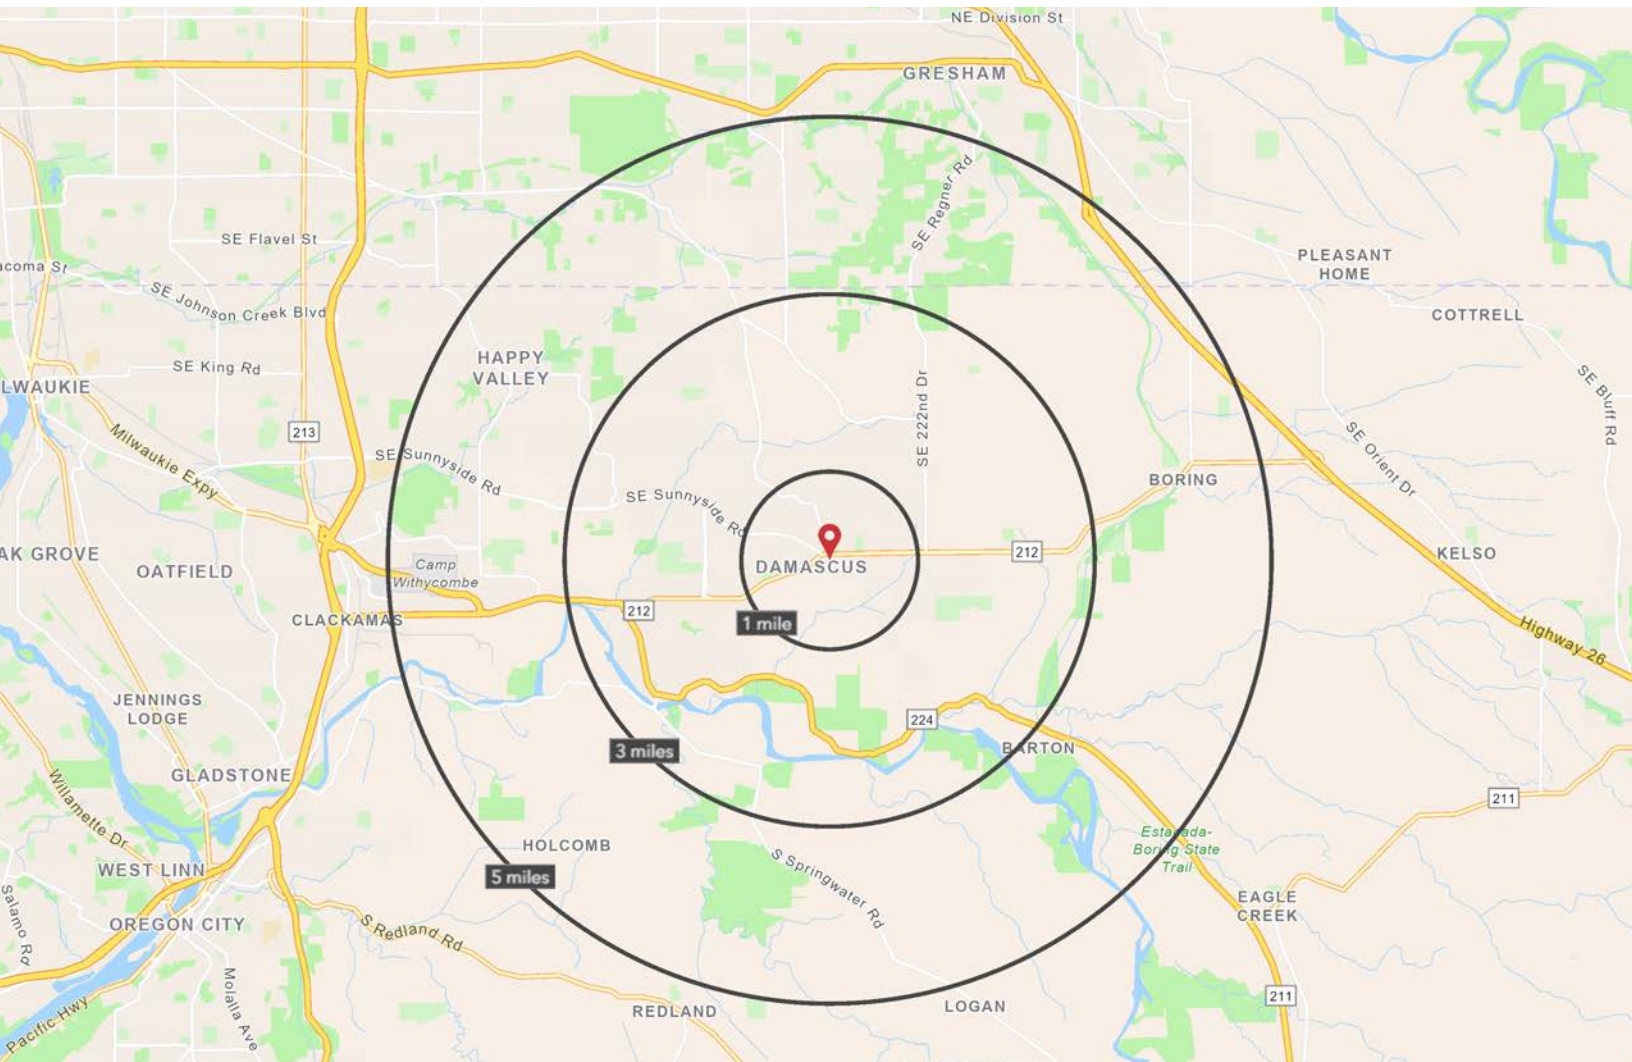 NE Division St
GRESHAM
SE Regner Rd
SE Flavel St
acoma St
PLEASANT
HOME
SE Johnson Creek Blvd
COTTRELL
HAPPY
VALLEY
SE King Rd
LWAUKIE
SE 222nd Dr
SE Bluff Rd
213
Milwaukie Expy
SE Sunnyside Rd
SE Orient Dr
BORING
SE Sunnyside Rd
AK GROVE
OATFIELD
Camp
Withycombe
DAMASCUS
212
KELSO
CLACKAMAS
212
1 mile
Highway 26
JENNINGS
LODGE
224
BARTON
3 miles
GLADSTONE
211
Willamette Dr
Estacada-
Boring State
Trail
HOLCOMB
WEST LINN
5 miles
S Springwater Rd
EAGLE
CREEK
Salamo Rd
OREGON CITY
S Redland Rd
Molalla Ave
211
REDLAND
LOGAN
Pacific Hwy